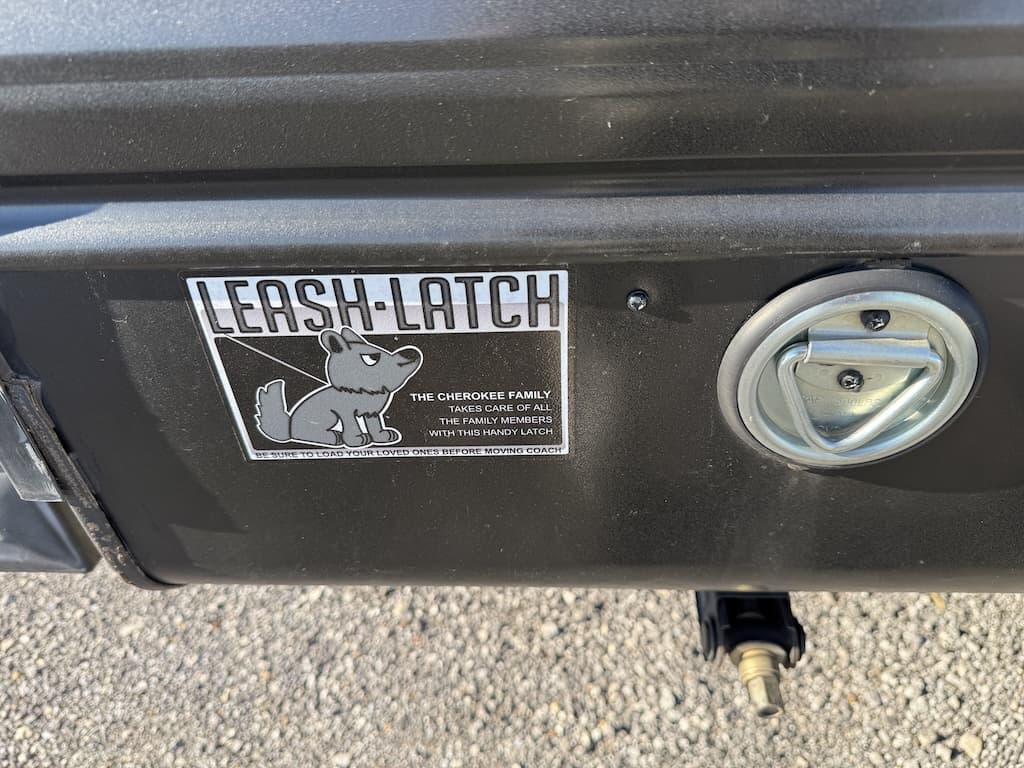 LEASH·LATCH
THE CHEROKEE FAMILY
TAKES CARE OF ALL
THE FAMILY MEMBERS
WITH THIS HANDY LATCH
BE SURE TO LOAD YOUR LOVED ONES BEFORE MOVING COACH